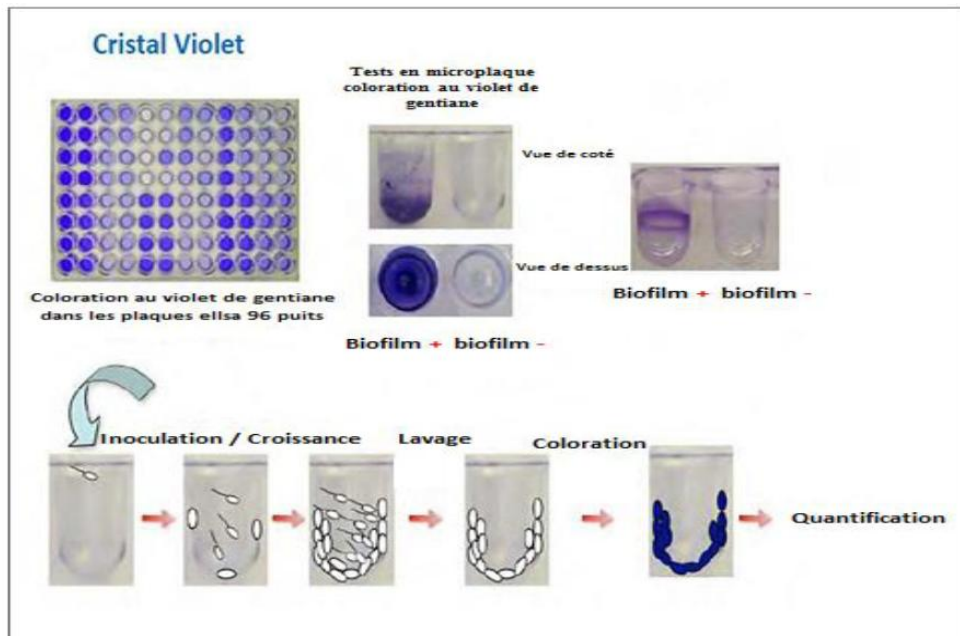 Cristal Violet
Tests en microplaque
coloration au violet de
gentiane
Vue de coté
Vue de dessus
Coloration au violet de gentiane
dans les plaques ellsa 96 puits
Biofilm + biofilm -
Biofilm + biofilm -
Inoculation / Croissance
Lavage
Coloration
Quantification